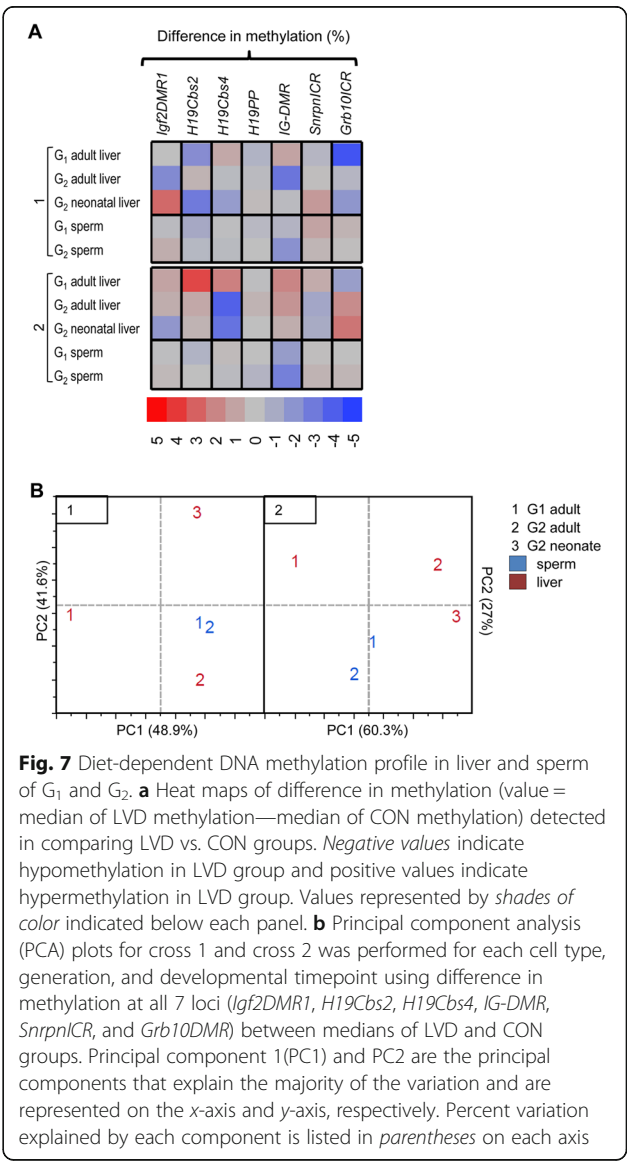 A
Difference in methylation (%)
Igf2DMR1 H19Cbs2 H19Cbs4 H19PP IG-DMR SnrpnICR Grb10ICR
1
G1 adult liver
G2 adult liver
G2 neonatal liver
G1 sperm
G2 sperm
2
G1 adult liver
G2 adult liver
G2 neonatal liver
G1 sperm
G2 sperm
5 4 3 2 1 0 -1 -2 -3 -4 -5
B
1
3
1
1 2
2
PC2 (41.6%)
PC1 (48.9%)
2
1
2
3
1
2
PC2 (27%)
PC1 (60.3%)
1 G1 adult
2 G2 adult
3 G2 neonate
sperm
liver
Fig. 7 Diet-dependent DNA methylation profile in liver and sperm
of G1 and G2. a Heat maps of difference in methylation (value =
median of LVD methylation—median of CON methylation) detected
in comparing LVD vs. CON groups. Negative values indicate
hypomethylation in LVD group and positive values indicate
hypermethylation in LVD group. Values represented by shades of
color indicated below each panel. b Principal component analysis
(PCA) plots for cross 1 and cross 2 was performed for each cell type,
generation, and developmental timepoint using difference in
methylation at all 7 loci (Igf2DMR1, H19Cbs2, H19Cbs4, IG-DMR,
SnrpnICR, and Grb10DMR) between medians of LVD and CON
groups. Principal component 1(PC1) and PC2 are the principal
components that explain the majority of the variation and are
represented on the x-axis and y-axis, respectively. Percent variation
explained by each component is listed in parentheses on each axis